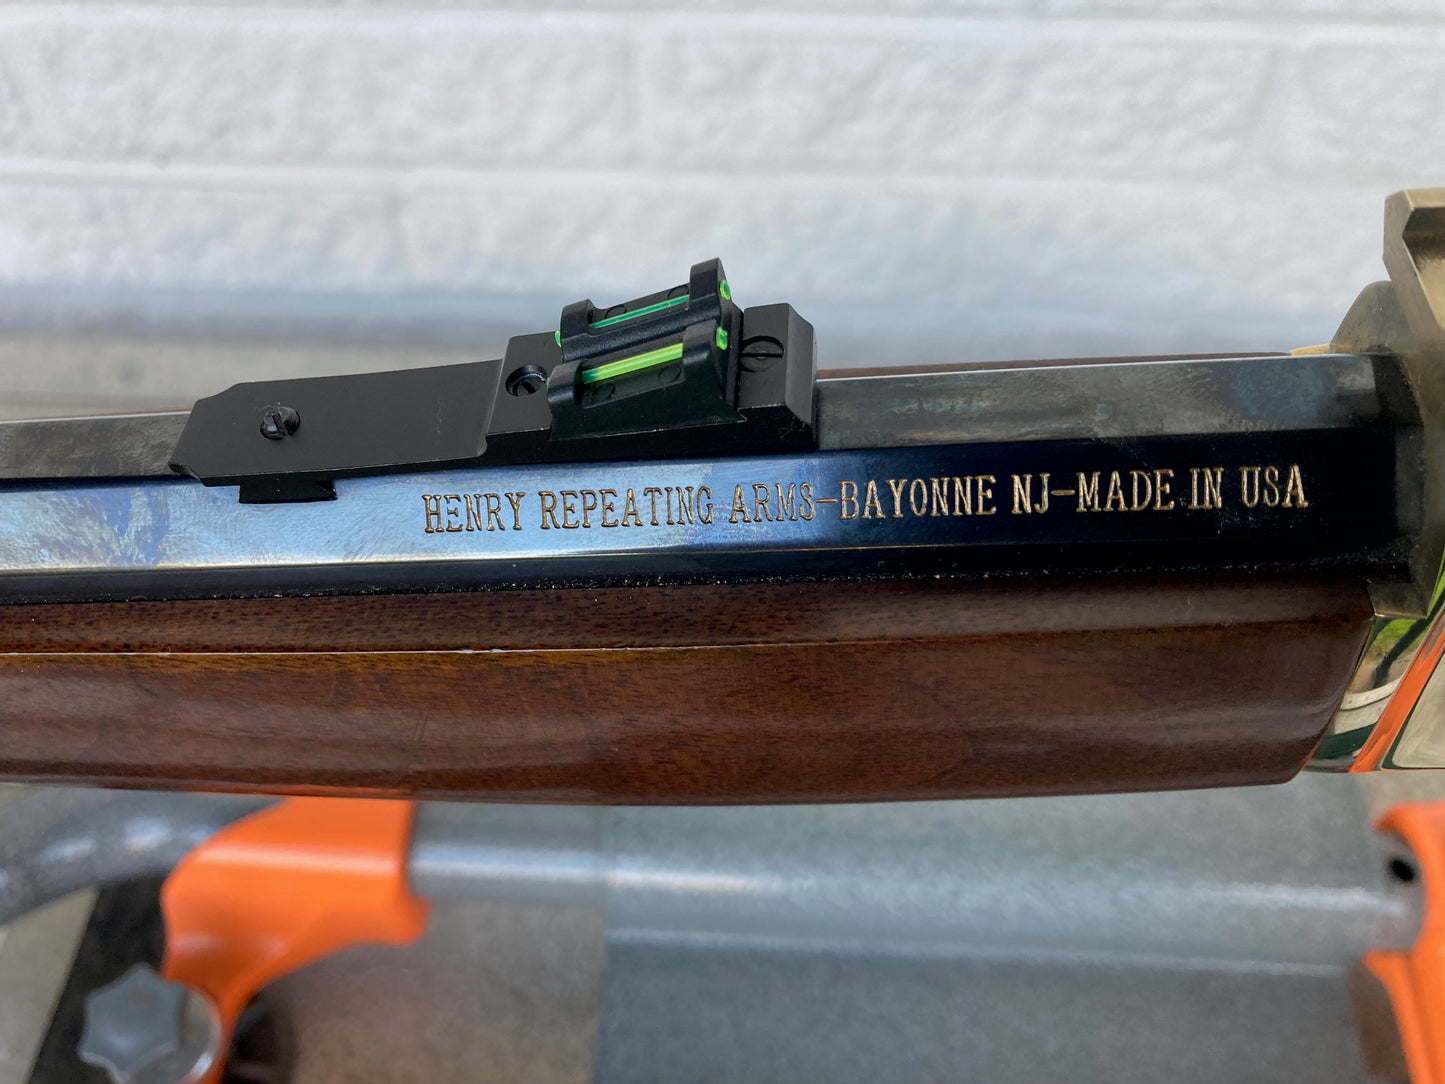 HENRY REPEATING ARMS-BAYONNE NJ-MADE IN USA